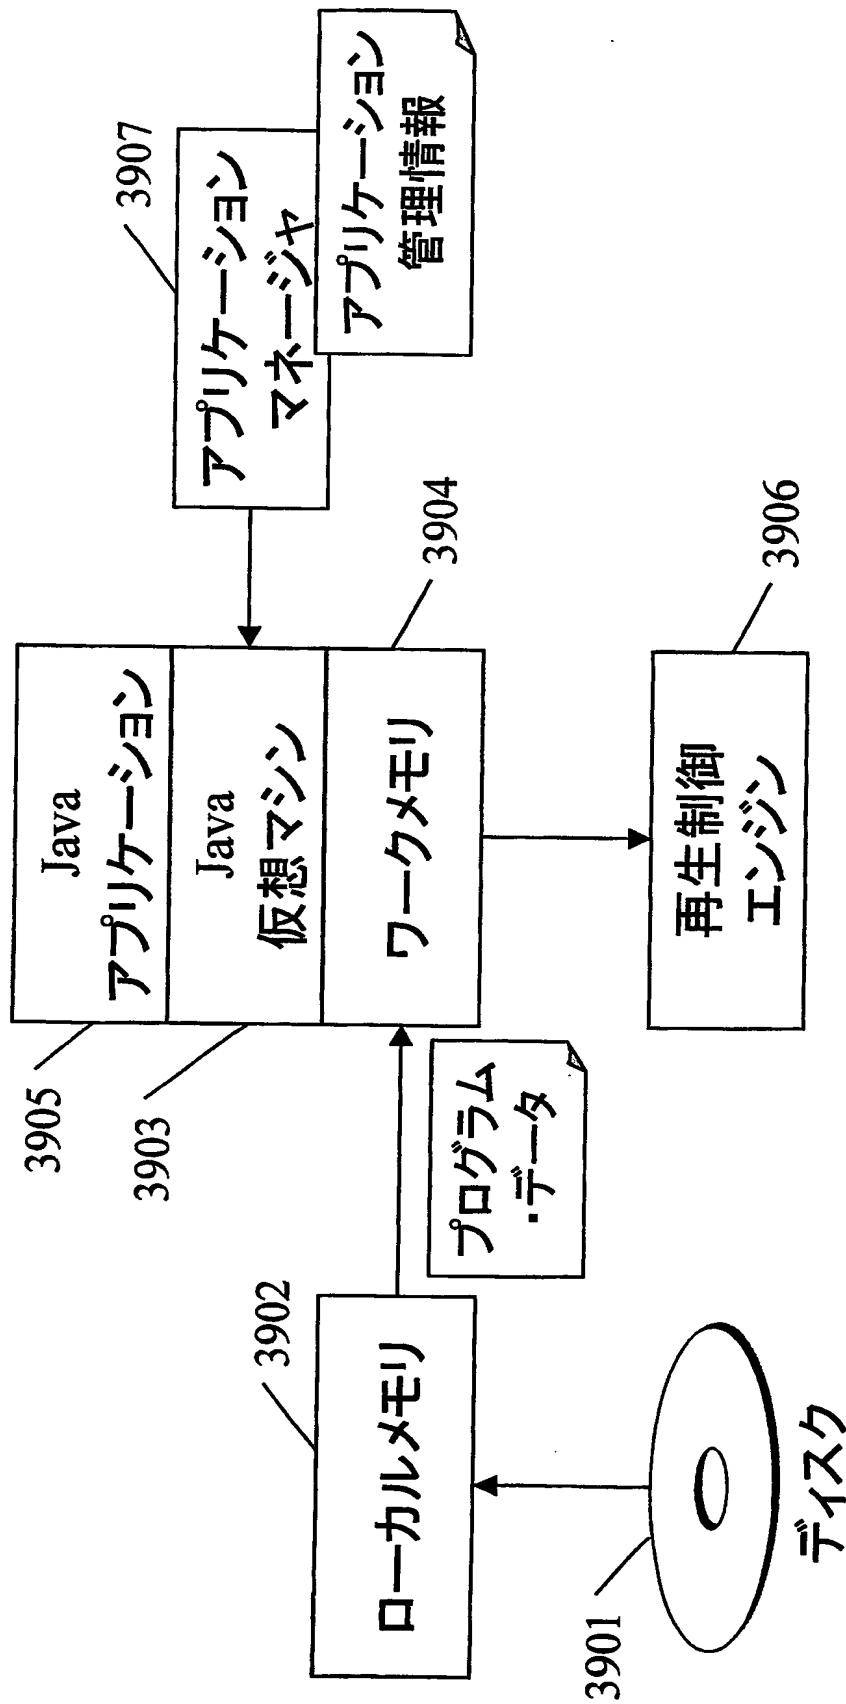 3905
Java
アプリケーション
3903
Java
仮想マシン
ワークメモリ
3904
3907
アプリケーション
マネージャ
アプリケーション
管理情報
3902
ローカルメモリ
プログラム
・データ
3901
ディスク
再生制御
エンジン
3906